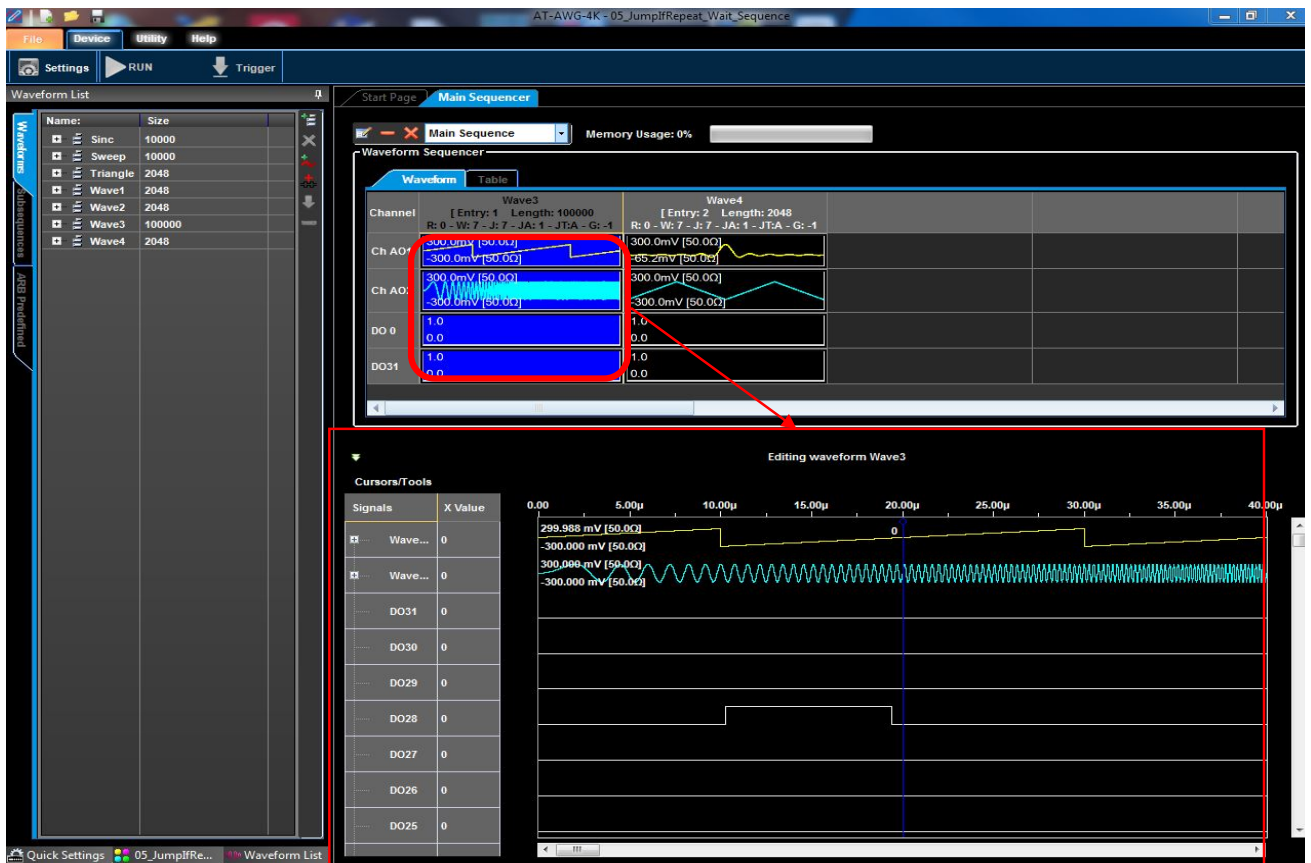 AT-AWG-4K - 05_JumpIfRepeat_Wait_Sequence
File Device Utility Help
Settings RUN Trigger
Waveform List
Start Page Main Sequencer
Waveforms
Subsequences
ARB Predefined
Name: Size
Sinc 10000
Sweep 10000
Triangle 2048
Wave1 2048
Wave2 2048
Wave3 100000
Wave4 2048
Main Sequence Memory Usage: 0%
Waveform Sequencer
Waveform Table
Channel
Wave3
[ Entry: 1 Length: 100000
R: 0 - W: 7 - J: 7 - JA: 1 - JT:A - G: -1
Wave4
[ Entry: 2 Length: 2048
R: 0 - W: 7 - J: 7 - JA: 1 - JT:A - G: -1
Ch AO1
300.0mV [50.0Ω]
-300.0mV [50.0Ω]
300.0mV [50.0Ω]
-65.2mV [50.0Ω]
Ch AO2
300.0mV [50.0Ω]
-300.0mV [50.0Ω]
300.0mV [50.0Ω]
-300.0mV [50.0Ω]
DO 0
1.0
0.0
1.0
0.0
DO31
1.0
0.0
1.0
0.0
Editing waveform Wave3
Cursors/Tools
Signals X Value
0.00 5.00µ 10.00µ 15.00µ 20.00µ 25.00µ 30.00µ 35.00µ 40.00µ
Wave... 0
299.988 mV [50.0Ω]
-300.000 mV [50.0Ω]
0
Wave... 0
300.000 mV [50.0Ω]
-300.000 mV [50.0Ω]
DO31 0
DO30 0
DO29 0
DO28 0
DO27 0
DO26 0
DO25 0
Quick Settings 05_JumpIfRe... Waveform List